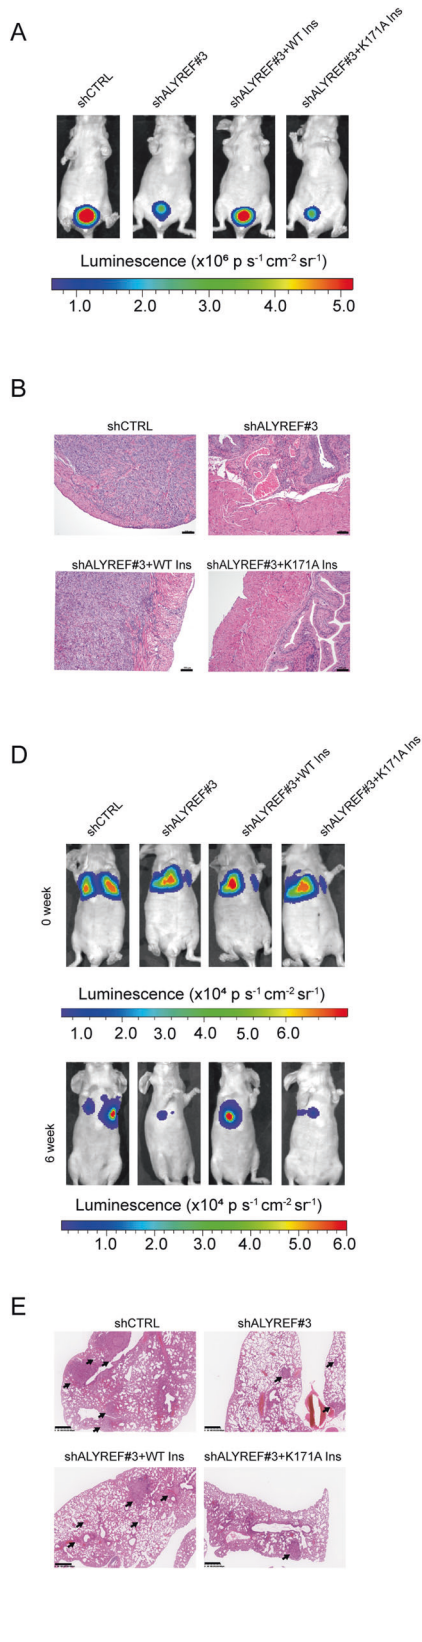 A
shCTRL
shALYREF#3
shALYREF#3+WT Ins
shALYREF#3+K171A Ins
Luminescence (x10⁶ p s⁻¹ cm⁻² sr⁻¹)
1.0 2.0 3.0 4.0 5.0
B
shCTRL shALYREF#3
shALYREF#3+WT Ins shALYREF#3+K171A Ins
D
shCTRL
shALYREF#3
shALYREF#3+WT Ins
shALYREF#3+K171A Ins
0 week
Luminescence (x10⁴ p s⁻¹ cm⁻² sr⁻¹)
1.0 2.0 3.0 4.0 5.0 6.0
6 week
Luminescence (x10⁴ p s⁻¹ cm⁻² sr⁻¹)
1.0 2.0 3.0 4.0 5.0 6.0
E
shCTRL shALYREF#3
shALYREF#3+WT Ins shALYREF#3+K171A Ins